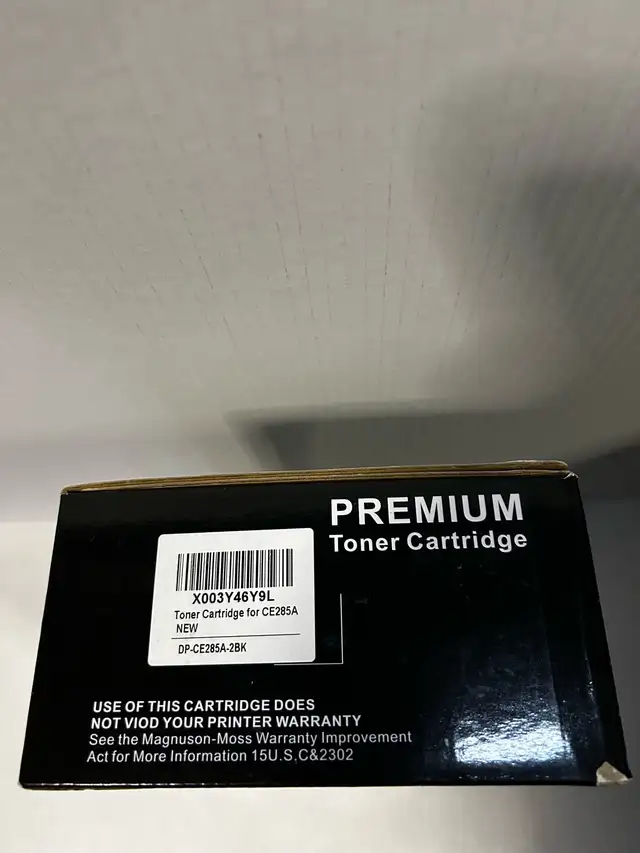 PREMIUM
Toner Cartridge
X003Y46Y9L
Toner Cartridge for CE285A
NEW
DP-CE285A-2BK
USE OF THIS CARTRIDGE DOES
NOT VIOD YOUR PRINTER WARRANTY
See the Magnuson-Moss Warranty Improvement
Act for More Information 15U.S,C&2302